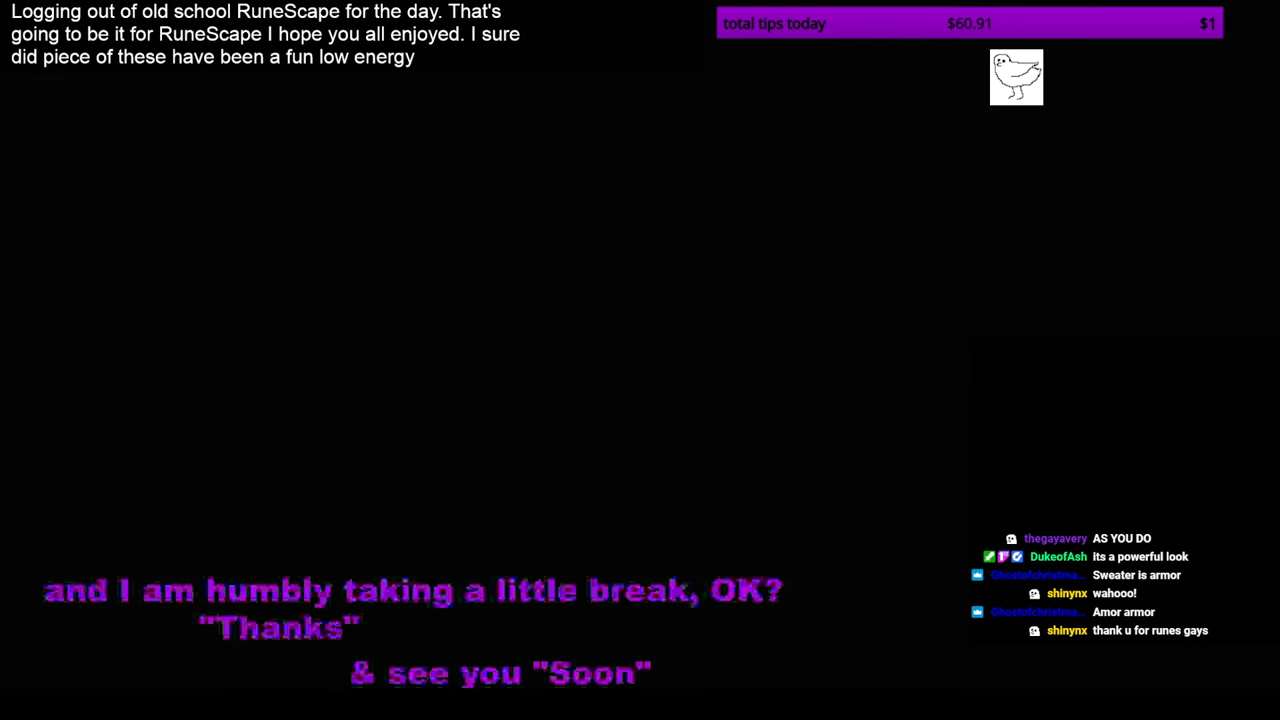 Logging out of old school RuneScape for the day. That's
going to be it for RuneScape I hope you all enjoyed. I sure
did piece of these have been a fun low energy
total tips today $60.91 $1
thegayavery AS YOU DO
DukeofAsh its a powerful look
Ghostofchristma... Sweater is armor
shinynx wahooo!
Ghostofchristma... Amor armor
shinynx thank u for runes gays
and I am humbly taking a little break, OK?
"Thanks"
& see you "Soon"